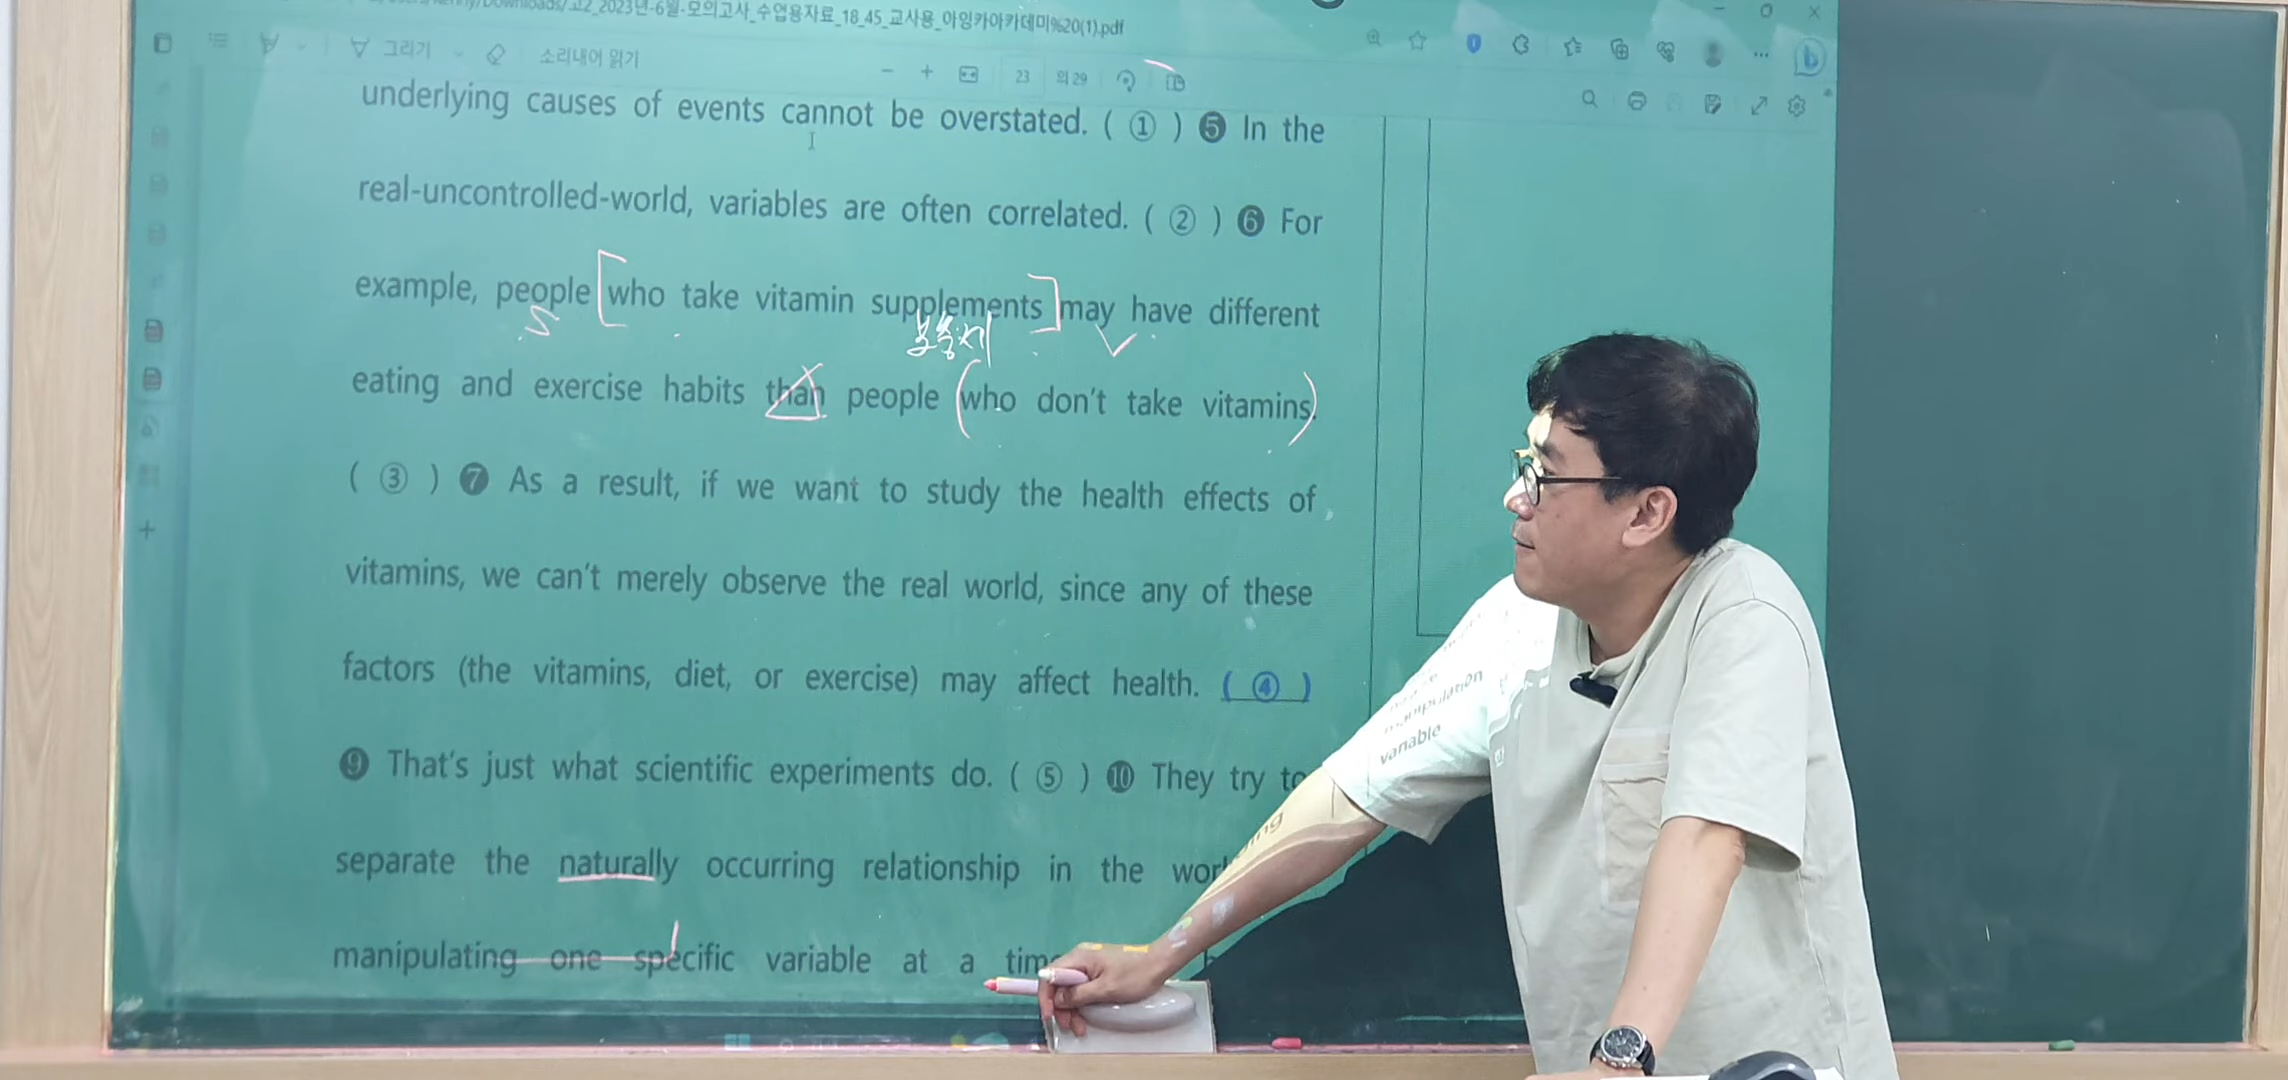 고2_2023년-6월-모의고사_수업용자료_18_45_교사용_아잉카아카데미%20(1).pdf
그리기
소리내어 읽기
23 의 29
underlying causes of events cannot be overstated. ( ① ) ❺ In the
real-uncontrolled-world, variables are often correlated. ( ② ) ❻ For
example, people [who take vitamin supplements] may have different
S 보충제 V
eating and exercise habits than people (who don't take vitamins)
( ③ ) ❼ As a result, if we want to study the health effects of
vitamins, we can't merely observe the real world, since any of these
factors (the vitamins, diet, or exercise) may affect health. ( ④ )
❾ That's just what scientific experiments do. ( ⑤ ) ❿ They try to
separate the naturally occurring relationship in the
manipulating one specific variable at a
manipulation
variable